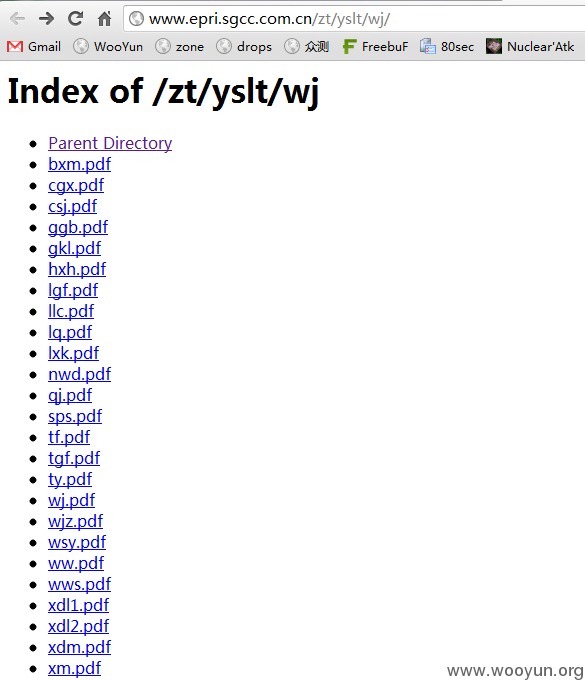 www.epri.sgcc.com.cn/zt/yslt/wj/
Gmail WooYun zone drops 众测 FreebuF 80sec Nuclear'Atk
Index of /zt/yslt/wj
Parent Directory
bxm.pdf
cgx.pdf
csj.pdf
ggb.pdf
gkl.pdf
hxh.pdf
lgf.pdf
llc.pdf
lq.pdf
lxk.pdf
nwd.pdf
qj.pdf
sps.pdf
tf.pdf
tgf.pdf
ty.pdf
wj.pdf
wjz.pdf
wsy.pdf
ww.pdf
wws.pdf
xdl1.pdf
xdl2.pdf
xdm.pdf
xm.pdf
www.wooyun.org